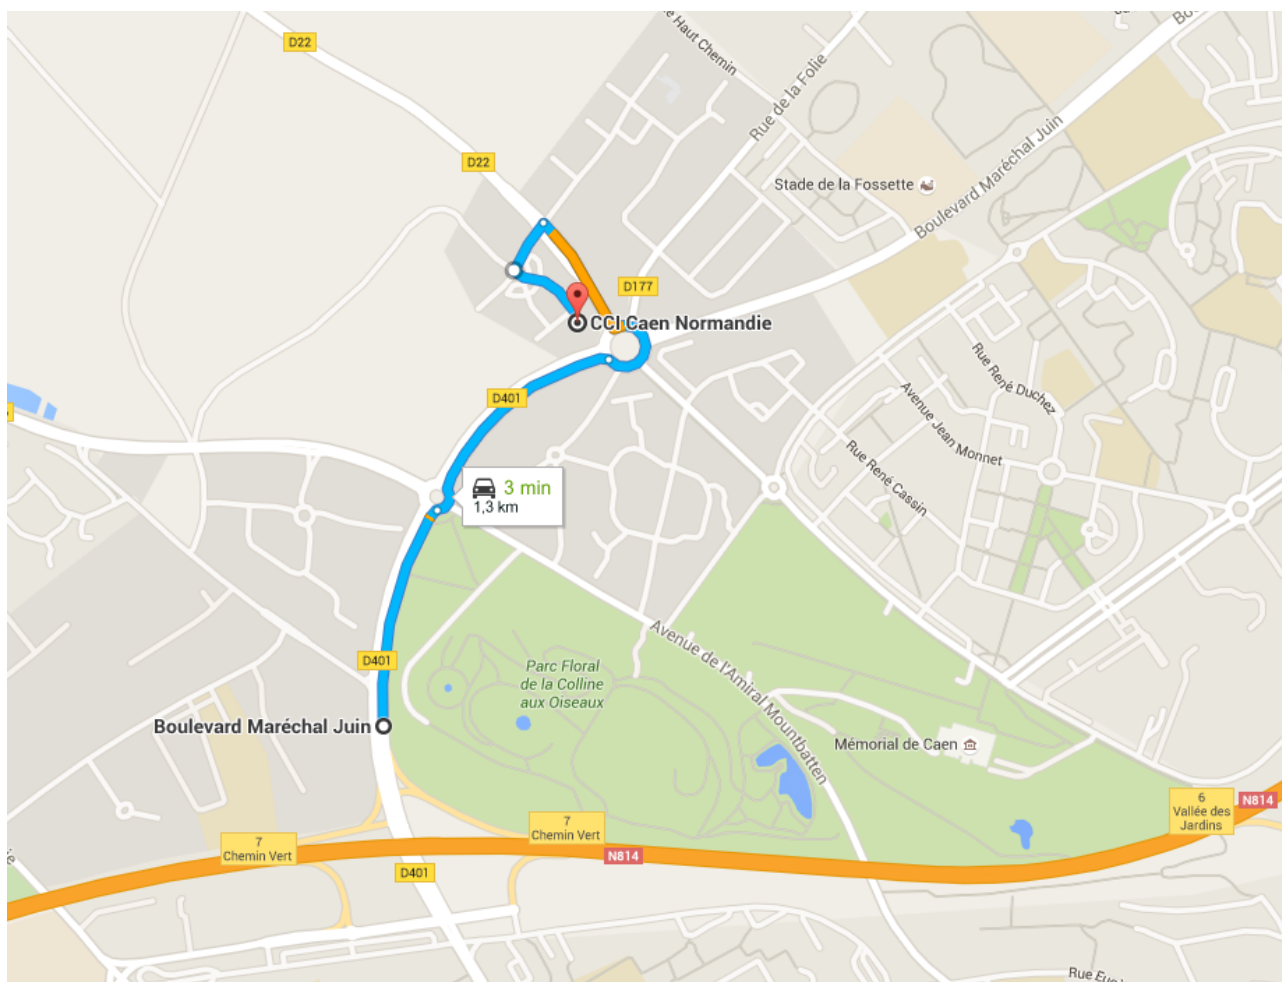 D22
Haut Chemin
Rue de la Folie
D22
Stade de la Fossette
Boulevard Maréchal Juin
D177
CCI Caen Normandie
Rue René Duchez
D401
Avenue Jean Monnet
Rue René Cassin
3 min
1,3 km
Avenue de l'Amiral Mountbatten
D401
Parc Floral
de la Colline
aux Oiseaux
Boulevard Maréchal Juin
Mémorial de Caen
6
Vallée des
Jardins
N814
7
Chemin Vert
7
Chemin Vert
N814
D401